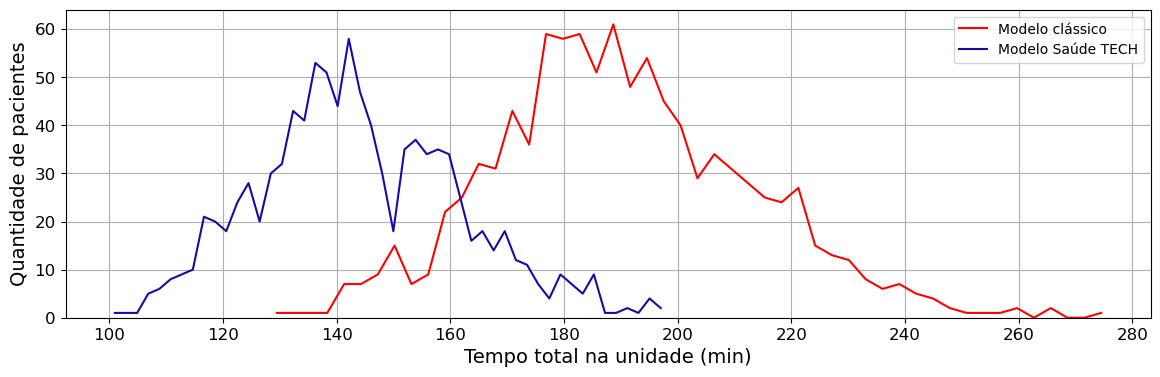 Quantidade de pacientes
60
50
40
30
20
10
0
Modelo clássico
Modelo Saúde TECH
100 120 140 160 180 200 220 240 260 280
Tempo total na unidade (min)